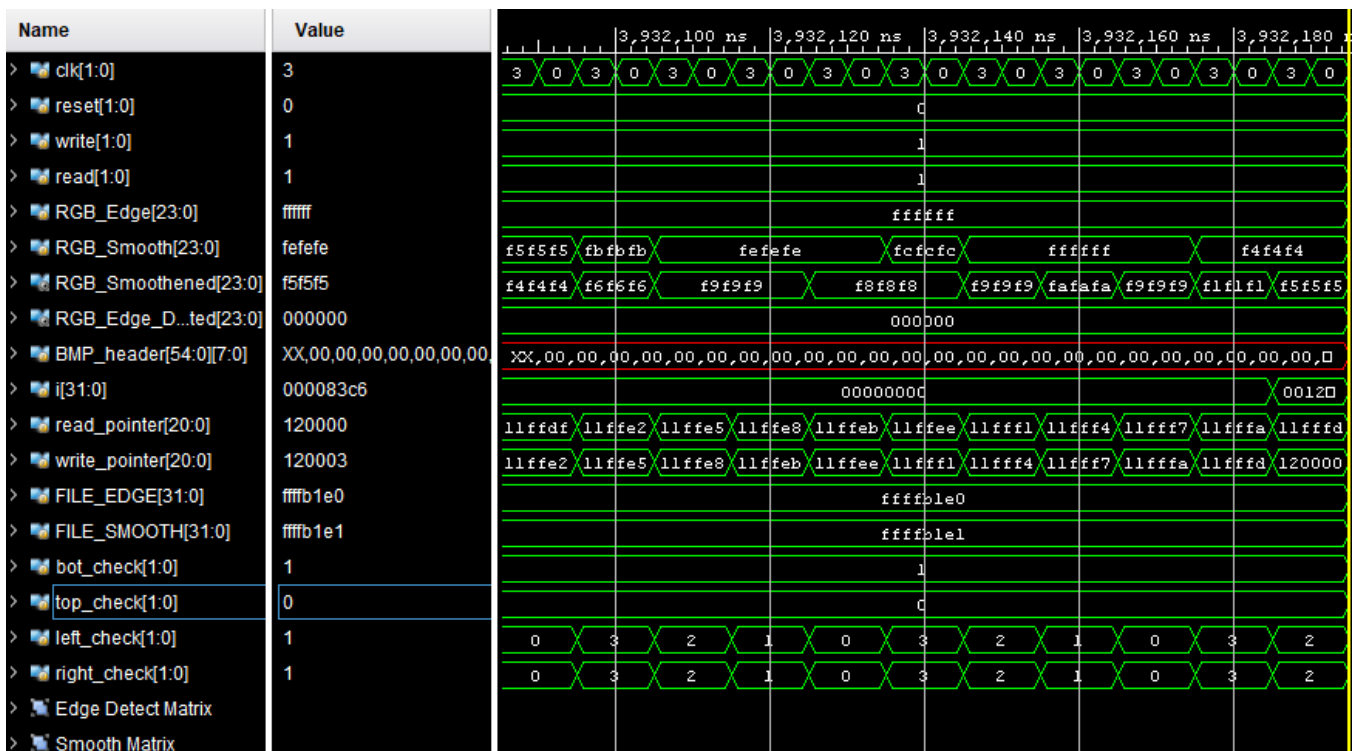 Name Value 3,932,100 ns 3,932,120 ns 3,932,140 ns 3,932,160 ns 3,932,180
clk[1:0] 3 3 0 3 0 3 0 3 0 3 0 3 0 3 0 3 0 3 0 3 0 3 0
reset[1:0] 0 0
write[1:0] 1 1
read[1:0] 1 1
RGB_Edge[23:0] ffffff ffffff
RGB_Smooth[23:0] fefefe f5f5f5 fbfbfb fefefe fcfcfc ffffff f4f4f4
RGB_Smoothened[23:0] f5f5f5 f4f4f4 f6f6f6 f9f9f9 f8f8f8 f9f9f9 fafafa f9f9f9 f1f1f1 f5f5f5
RGB_Edge_D...ted[23:0] 000000 000000
BMP_header[54:0][7:0] XX,00,00,00,00,00,00,00, XX,00,00,00,00,00,00,00,00,00,00,00,00,00,00,00,00,00,00,00,00,00,□
i[31:0] 000083c6 00000000 0012□
read_pointer[20:0] 120000 11ffdf 11ffe2 11ffe5 11ffe8 11ffeb 11ffee 11fff1 11fff4 11fff7 11fffa 11fffd
write_pointer[20:0] 120003 11ffe2 11ffe5 11ffe8 11ffeb 11ffee 11fff1 11fff4 11fff7 11fffa 11fffd 120000
FILE_EDGE[31:0] ffffb1e0 ffffb1e0
FILE_SMOOTH[31:0] ffffb1e1 ffffb1e1
bot_check[1:0] 1 1
top_check[1:0] 0 0
left_check[1:0] 1 0 3 2 1 0 3 2 1 0 3 2
right_check[1:0] 1 0 3 2 1 0 3 2 1 0 3 2
Edge Detect Matrix
Smooth Matrix